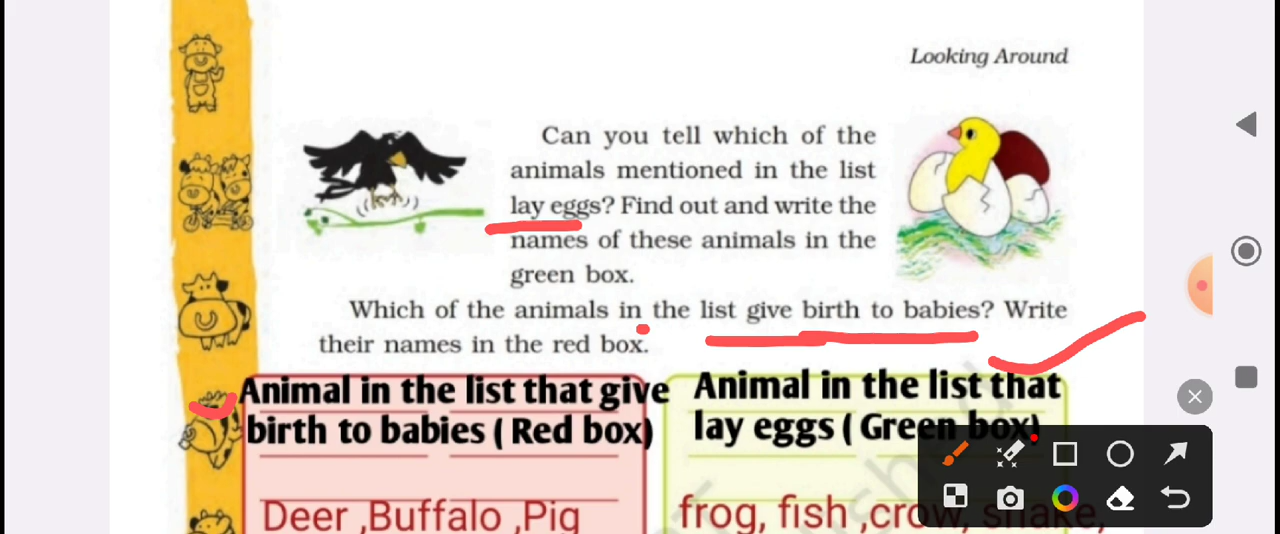 Looking Around
Can you tell which of the
animals mentioned in the list
lay eggs? Find out and write the
names of these animals in the
green box.
Which of the animals in the list give birth to babies? Write
their names in the red box.
Animal in the list that give
birth to babies ( Red box)
Animal in the list that
lay eggs ( Green box)
Deer ,Buffalo ,Pig
frog, fish ,crow, snake,